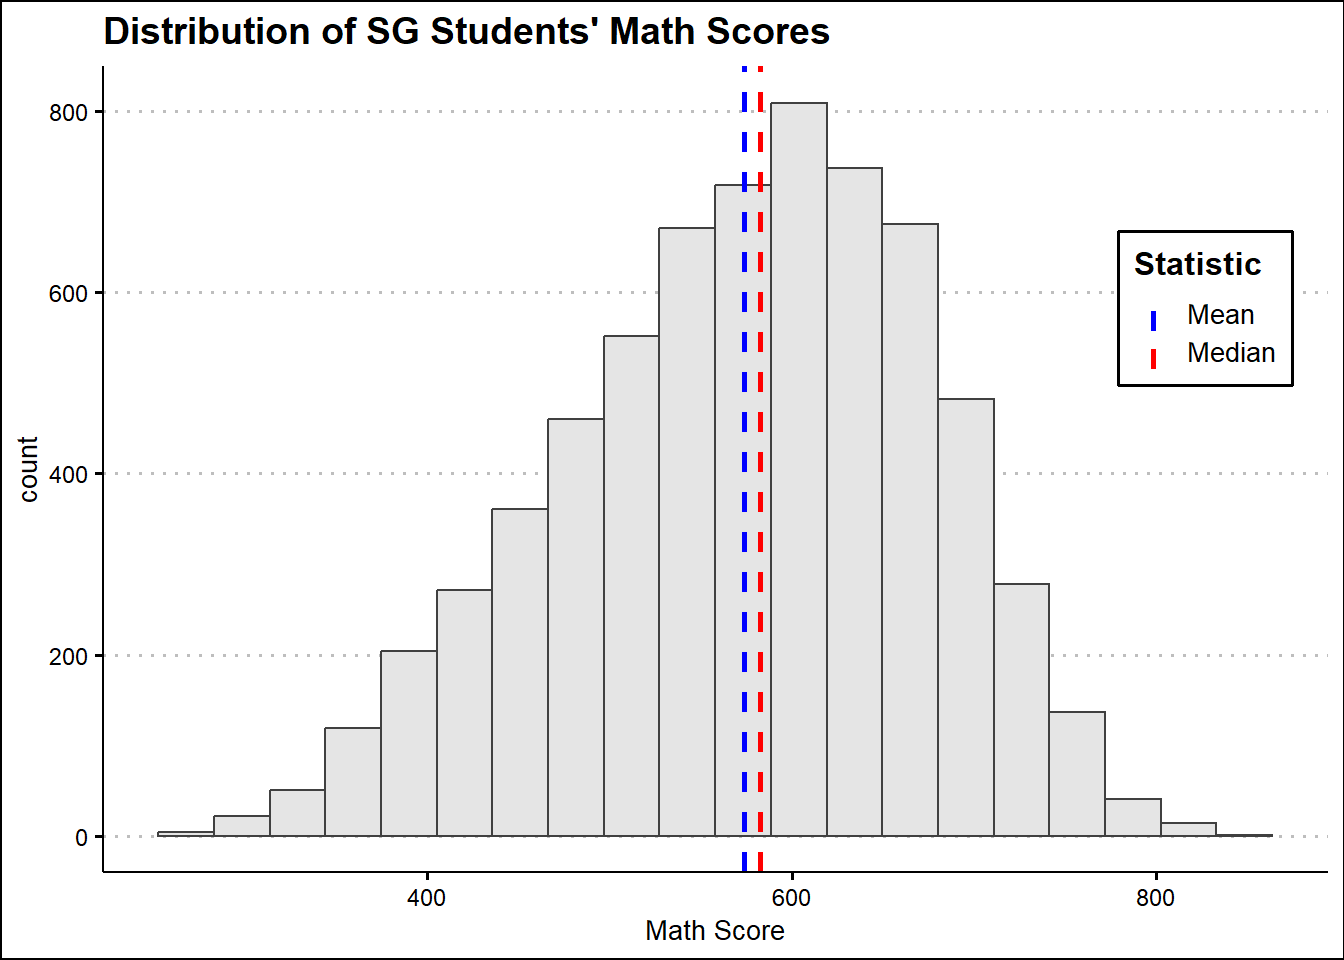 Distribution of SG Students' Math Scores
800
600
400
200
0
count
400
600
800
Math Score
Statistic
Mean
Median